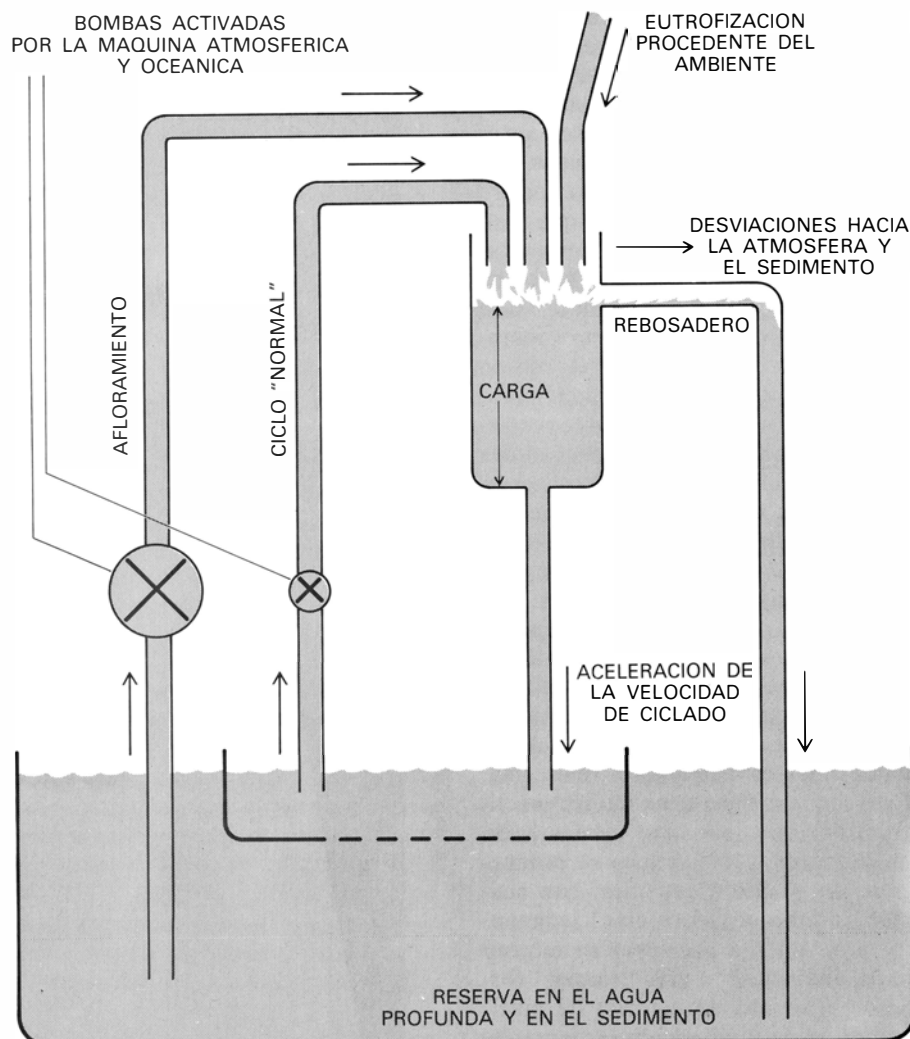 BOMBAS ACTIVADAS
POR LA MAQUINA ATMOSFERICA
Y OCEANICA
EUTROFIZACION
PROCEDENTE DEL
AMBIENTE
DESVIACIONES HACIA
LA ATMOSFERA Y
EL SEDIMENTO
REBOSADERO
AFLORAMIENTO
CICLO "NORMAL"
CARGA
ACELERACION DE
LA VELOCIDAD
DE CICLADO
RESERVA EN EL AGUA
PROFUNDA Y EN EL SEDIMENTO